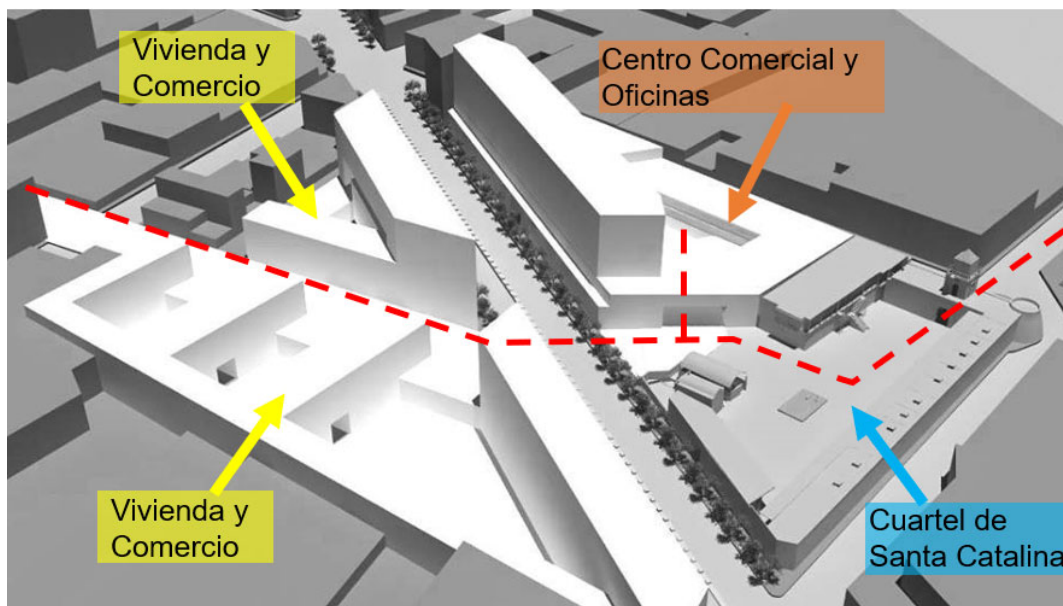 Vivienda y
Comercio
Centro Comercial y
Oficinas
Vivienda y
Comercio
Cuartel de
Santa Catalina